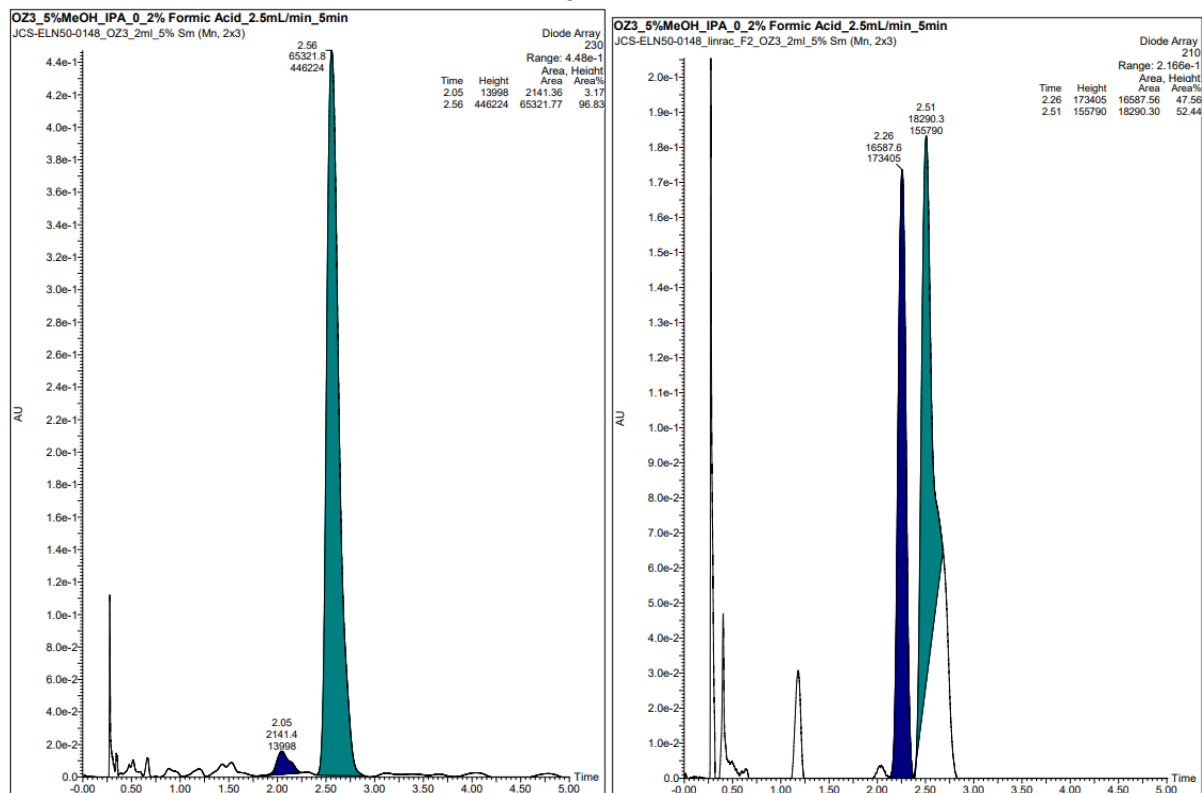 OZ3_5%MeOH_IPA_0_2% Formic Acid_2.5mL/min_5min
JCS-ELN50-0148_OZ3_2ml_5% Sm (Mn, 2x3)
Diode Array
230
Range: 4.48e-1
Area, Height
Time Height Area Area%
2.05 13998 2141.36 3.17
2.56 446224 65321.77 96.83
2.56
65321.8
446224
4.4e-1
4.2e-1
4.0e-1
3.8e-1
3.6e-1
3.4e-1
3.2e-1
3.0e-1
2.8e-1
2.6e-1
2.4e-1
2.2e-1
2.0e-1
1.8e-1
1.6e-1
1.4e-1
1.2e-1
1.0e-1
8.0e-2
6.0e-2
4.0e-2
2.0e-2
0.0
AU
2.05
2141.4
13998
Time
-0.00 0.50 1.00 1.50 2.00 2.50 3.00 3.50 4.00 4.50 5.00
OZ3_5%MeOH_IPA_0_2% Formic Acid_2.5mL/min_5min
JCS-ELN50-0148_linrac_F2_OZ3_2ml_5% Sm (Mn, 2x3)
Diode Array
210
Range: 2.166e-1
Area, Height
Time Height Area Area%
2.26 173405 16587.56 47.56
2.51 155790 18290.30 52.44
2.51
18290.3
155790
2.26
16587.6
173405
2.0e-1
1.9e-1
1.8e-1
1.7e-1
1.6e-1
1.5e-1
1.4e-1
1.3e-1
1.2e-1
1.1e-1
1.0e-1
9.0e-2
8.0e-2
7.0e-2
6.0e-2
5.0e-2
4.0e-2
3.0e-2
2.0e-2
1.0e-2
0.0
AU
Time
-0.00 0.50 1.00 1.50 2.00 2.50 3.00 3.50 4.00 4.50 5.00